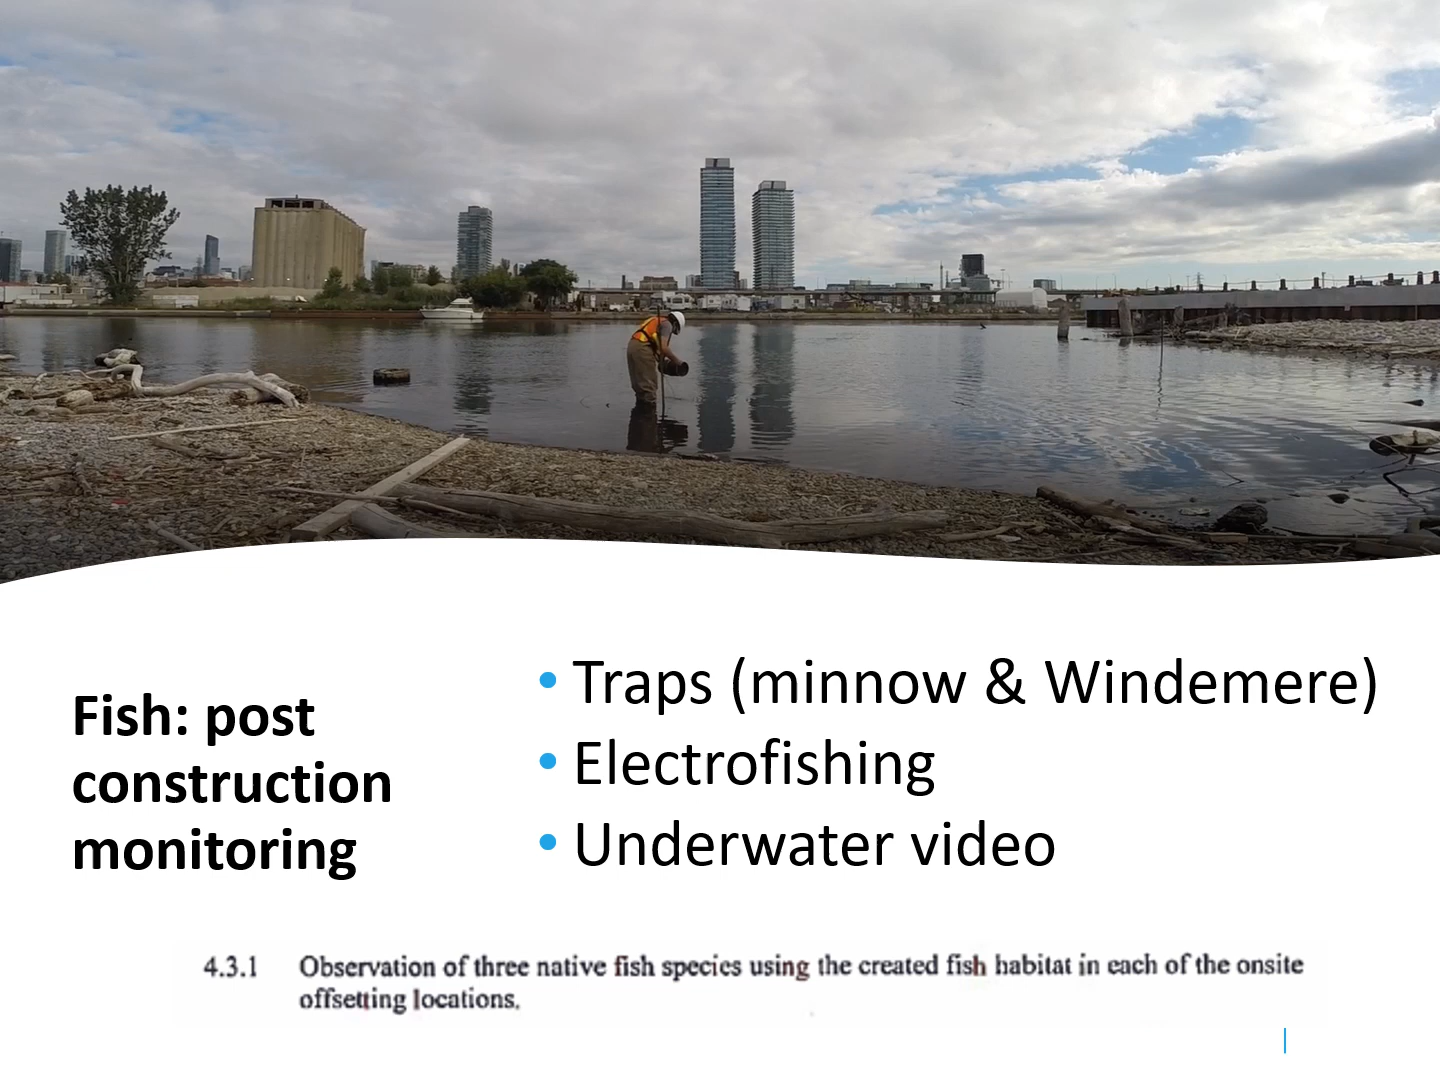 Fish: post
construction
monitoring
• Traps (minnow & Windemere)
• Electrofishing
• Underwater video
4.3.1 Observation of three native fish species using the created fish habitat in each of the onsite
offsetting locations.